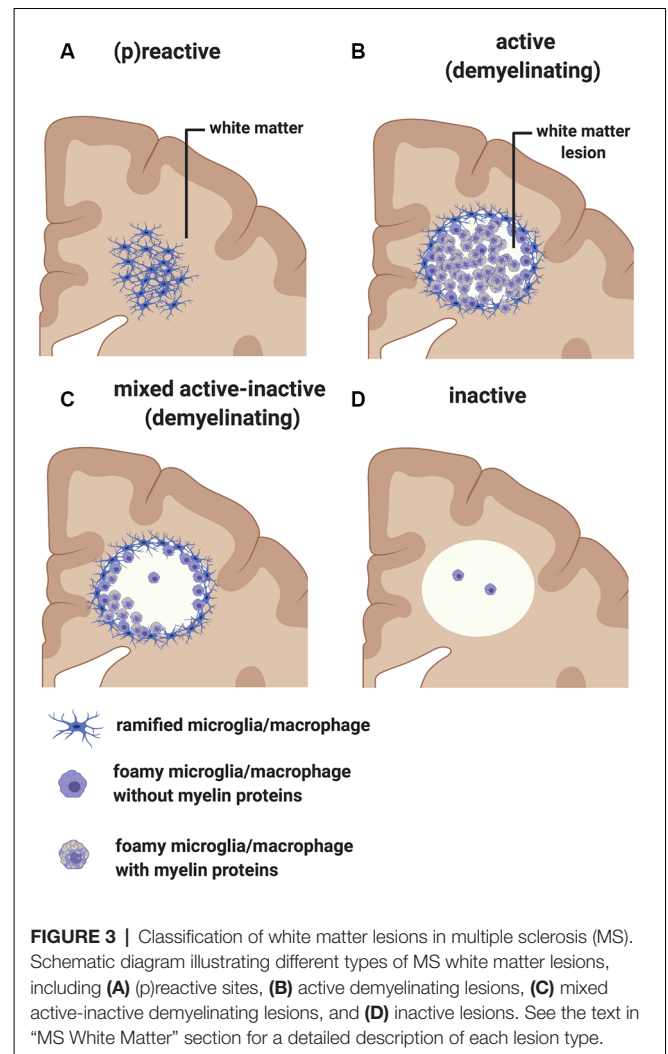 A (p)reactive
white matter
B active
(demyelinating)
white matter
lesion
C mixed active-inactive
(demyelinating)
D inactive
ramified microglia/macrophage
foamy microglia/macrophage
without myelin proteins
foamy microglia/macrophage
with myelin proteins
FIGURE 3 | Classification of white matter lesions in multiple sclerosis (MS).
Schematic diagram illustrating different types of MS white matter lesions,
including (A) (p)reactive sites, (B) active demyelinating lesions, (C) mixed
active-inactive demyelinating lesions, and (D) inactive lesions. See the text in
“MS White Matter” section for a detailed description of each lesion type.